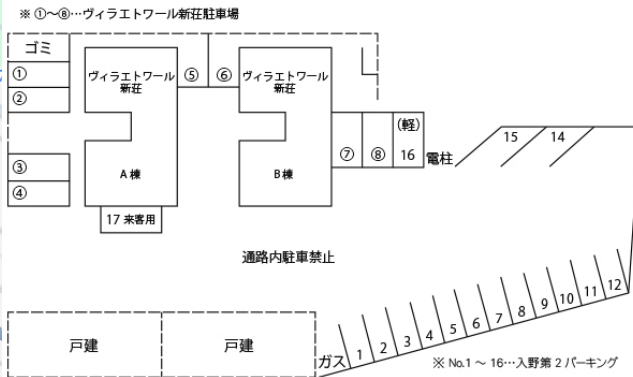 ※ ①～⑧…ヴィラエトワール新荘駐車場
ゴミ
①
②
③
④
ヴィラエトワール
新荘
A 棟
17 来客用
⑤
⑥
ヴィラエトワール
新荘
B 棟
⑦
⑧
(軽)
16
電柱
15
14
通路内駐車禁止
戸建
戸建
ガス
1
2
3
4
5
6
7
8
9
10
11
12
※ No.1 ～ 16…入野第 2 パーキング